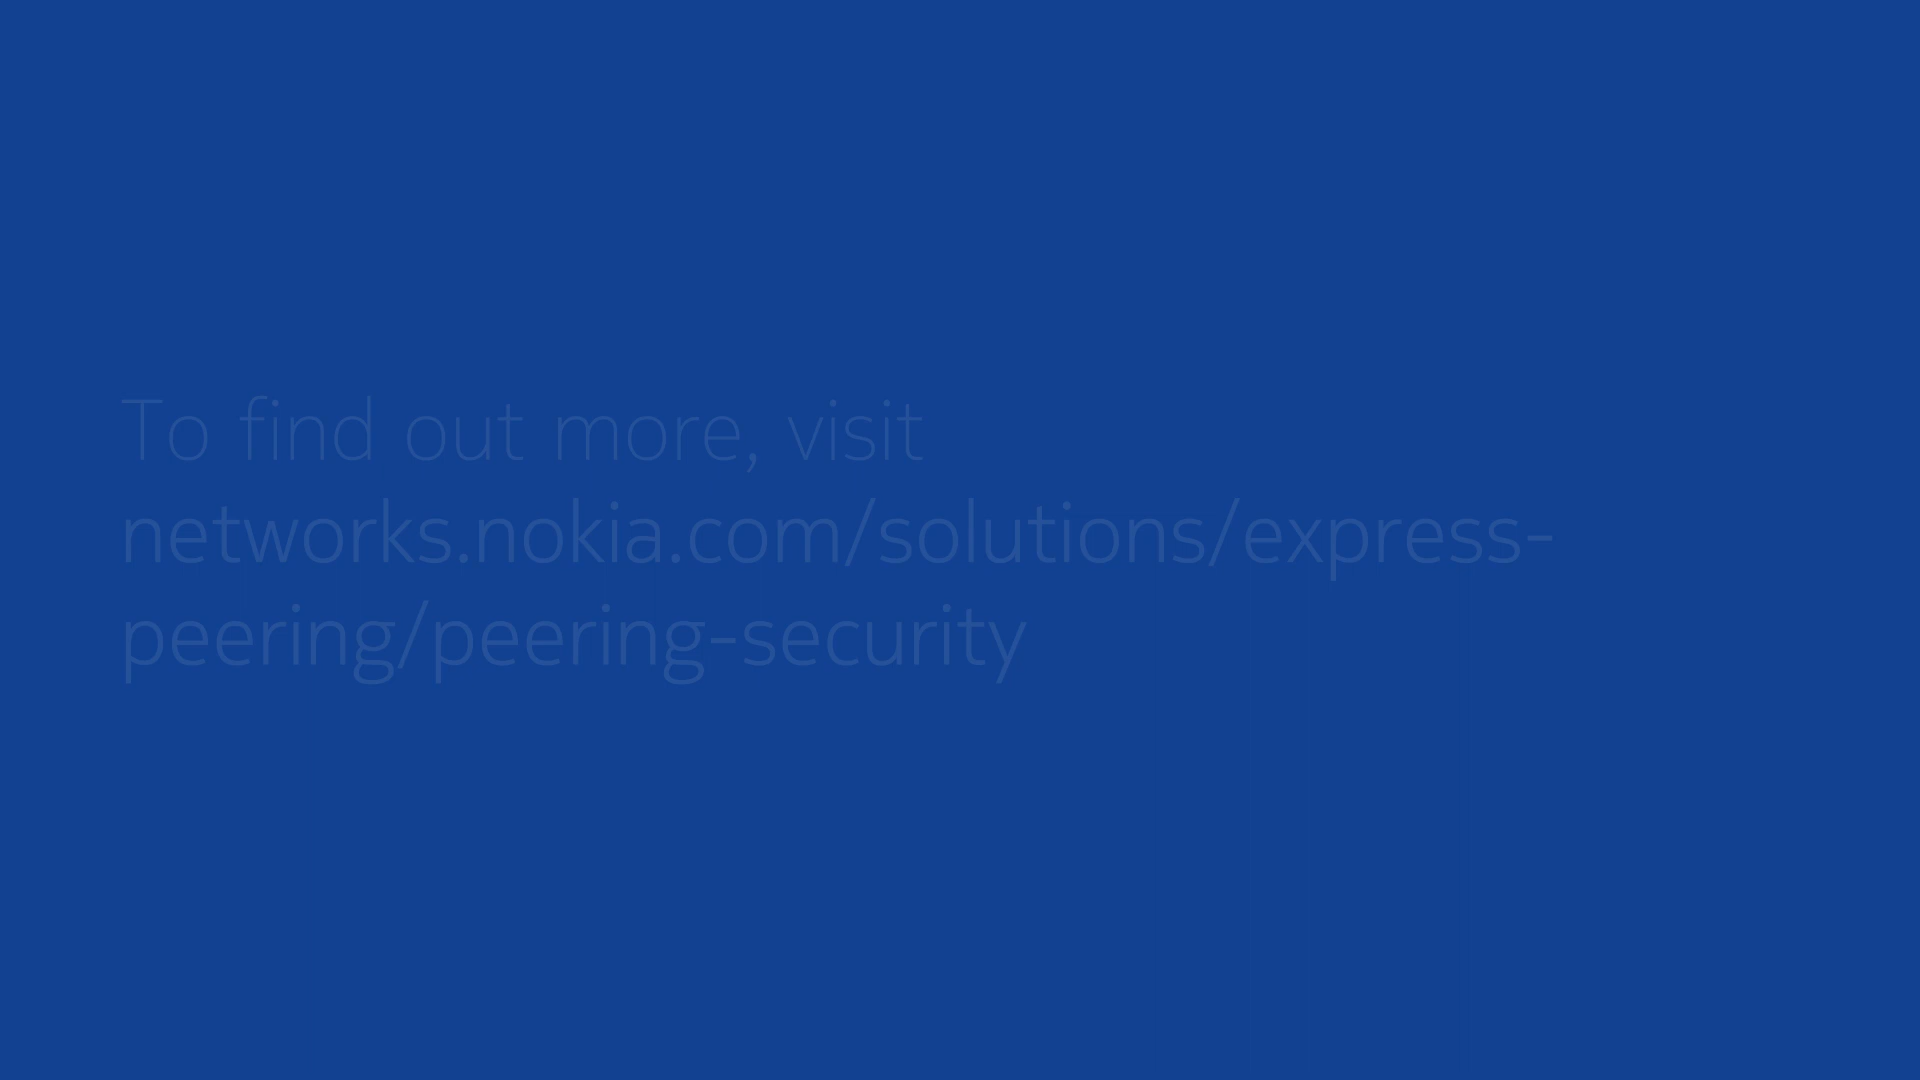 To find out more, visit
networks.nokia.com/solutions/express-
peering/peering-security